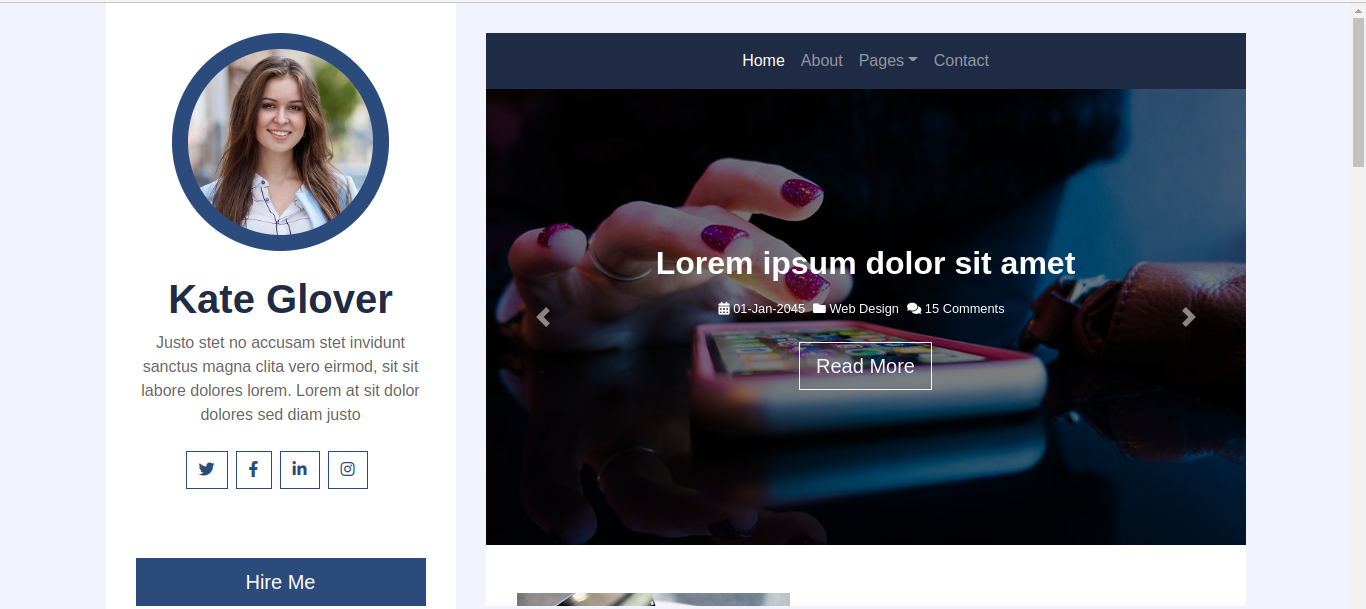 Kate Glover
Justo stet no accusam stet invidunt
sanctus magna clita vero eirmod, sit sit
labore dolores lorem. Lorem at sit dolor
dolores sed diam justo
Hire Me
Home About Pages Contact
Lorem ipsum dolor sit amet
01-Jan-2045 Web Design 15 Comments
Read More